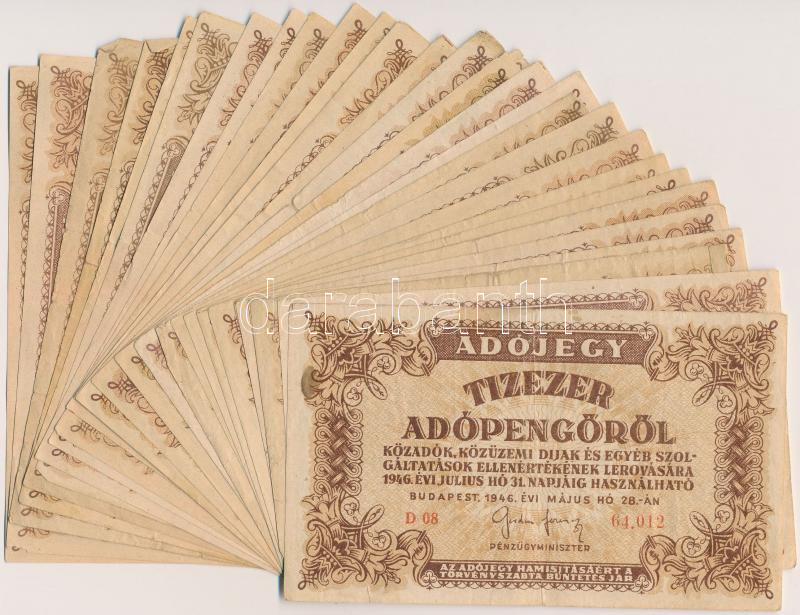 ADÓJEGY
TIZEZER
ADÓPENGŐRŐL
KÖZADÓK, KÖZÜZEMI DIJAK ÉS EGYÉB SZOL-
GÁLTATÁSOK ELLENÉRTÉKÉNEK LEROVÁSÁRA
1946. ÉVI JULIUS HÓ 31. NAPJÁIG HASZNÁLHATÓ
BUDAPEST, 1946. ÉVI MÁJUS HÓ 28.-ÁN
D 08 64,012
PÉNZÜGYMINISZTER
AZ ADÓJEGY HAMISITÁSÁÉRT A
TÖRVÉNYSZABTA BÜNTETÉS JÁR
darabanth